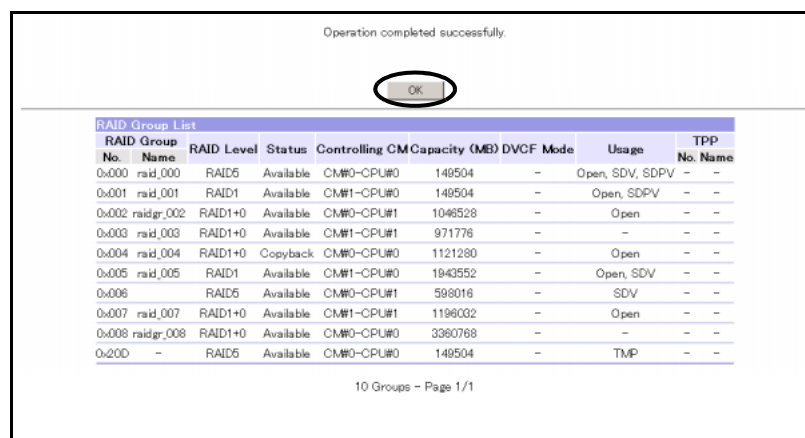 Operation completed successfully.
OK
RAID Group List
RAID Group RAID Level Status Controlling CM Capacity (MB) DVCF Mode Usage TPP
No. Name No. Name
0x000 raid_000 RAID5 Available CM#0-CPU#0 149504 - Open, SDV, SDPV - -
0x001 raid_001 RAID1 Available CM#1-CPU#0 149504 - Open, SDPV - -
0x002 raidgr_002 RAID1+0 Available CM#0-CPU#1 1046528 - Open - -
0x003 raid_003 RAID1+0 Available CM#1-CPU#1 971776 - - - -
0x004 raid_004 RAID1+0 Copyback CM#0-CPU#0 1121280 - Open - -
0x005 raid_005 RAID1 Available CM#1-CPU#0 1943552 - Open, SDV - -
0x006 RAID5 Available CM#0-CPU#1 598016 - SDV - -
0x007 raid_007 RAID1+0 Available CM#1-CPU#1 1196032 - Open - -
0x008 raidgr_008 RAID1+0 Available CM#0-CPU#0 3360768 - - - -
0x20D - RAID5 Available CM#0-CPU#0 149504 - TMP - -
10 Groups - Page 1/1